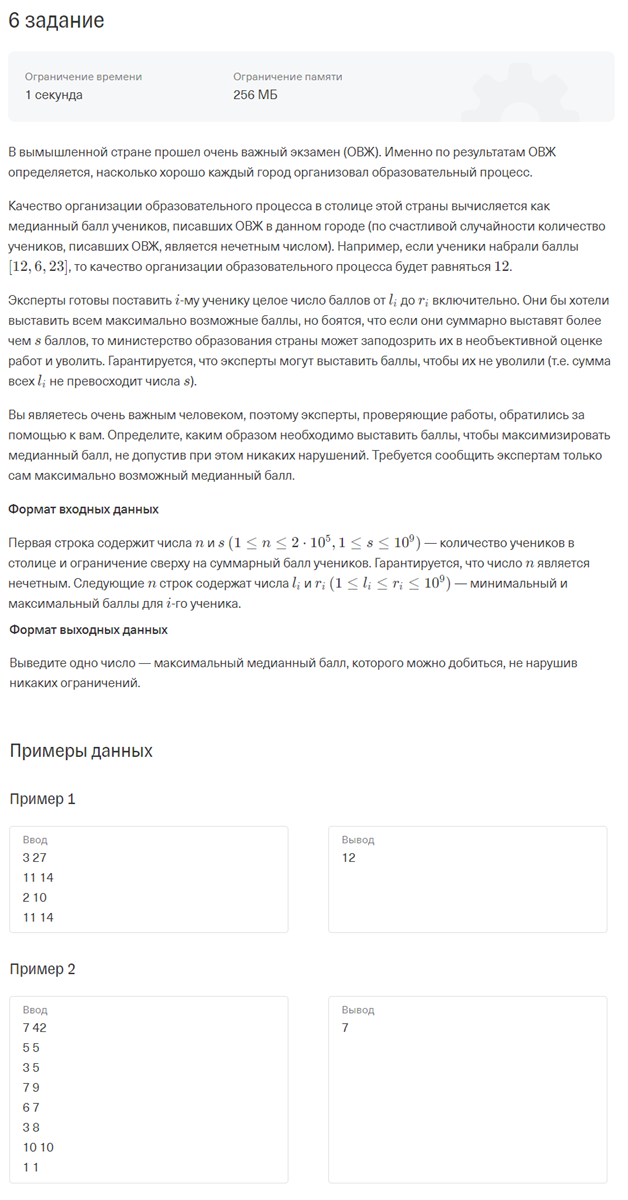 6 задание
Ограничение времени
1 секунда
Ограничение памяти
256 МБ
В вымышленной стране прошел очень важный экзамен (ОВЖ). Именно по результатам ОВЖ
определяется, насколько хорошо каждый город организовал образовательный процесс.
Качество организации образовательного процесса в столице этой страны вычисляется как
медианный балл учеников, писавших ОВЖ в данном городе (по счастливой случайности количество
учеников, писавших ОВЖ, является нечетным числом). Например, если ученики набрали баллы
[12, 6, 23], то качество организации образовательного процесса будет равняться 12.
Эксперты готовы поставить i-му ученику целое число баллов от l_i до r_i включительно. Они бы хотели
выставить всем максимально возможные баллы, но боятся, что если они суммарно выставят более
чем s баллов, то министерство образования страны может заподозрить их в необъективной оценке
работ и уволить. Гарантируется, что эксперты могут выставить баллы, чтобы их не уволили (т.е. сумма
всех l_i не превосходит числа s).
Вы являетесь очень важным человеком, поэтому эксперты, проверяющие работы, обратились за
помощью к вам. Определите, каким образом необходимо выставить баллы, чтобы максимизировать
медианный балл, не допустив при этом никаких нарушений. Требуется сообщить экспертам только
сам максимально возможный медианный балл.
Формат входных данных
Первая строка содержит числа n и s (1 ≤ n ≤ 2 · 10^5, 1 ≤ s ≤ 10^9) — количество учеников в
столице и ограничение сверху на суммарный балл учеников. Гарантируется, что число n является
нечетным. Следующие n строк содержат числа l_i и r_i (1 ≤ l_i ≤ r_i ≤ 10^9) — минимальный и
максимальный баллы для i-го ученика.
Формат выходных данных
Выведите одно число — максимальный медианный балл, которого можно добиться, не нарушив
никаких ограничений.
Примеры данных
Пример 1
Ввод
3 27
11 14
2 10
11 14
Вывод
12
Пример 2
Ввод
7 42
5 5
3 5
7 9
6 7
3 8
10 10
1 1
Вывод
7